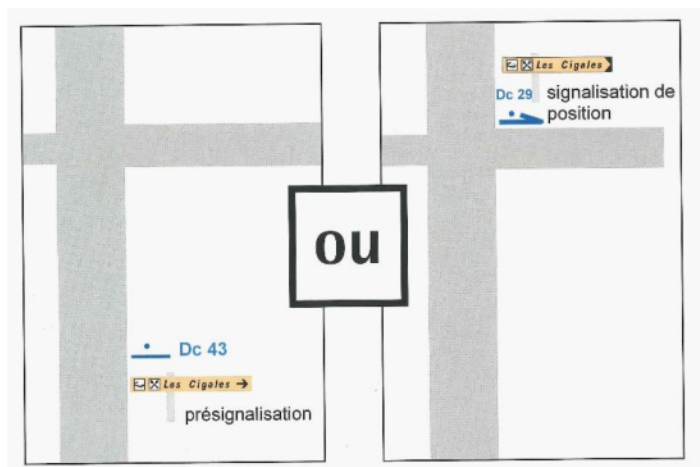 Les Cigales
Dc 29
signalisation de
position
ou
Dc 43
Les Cigales
présignalisation